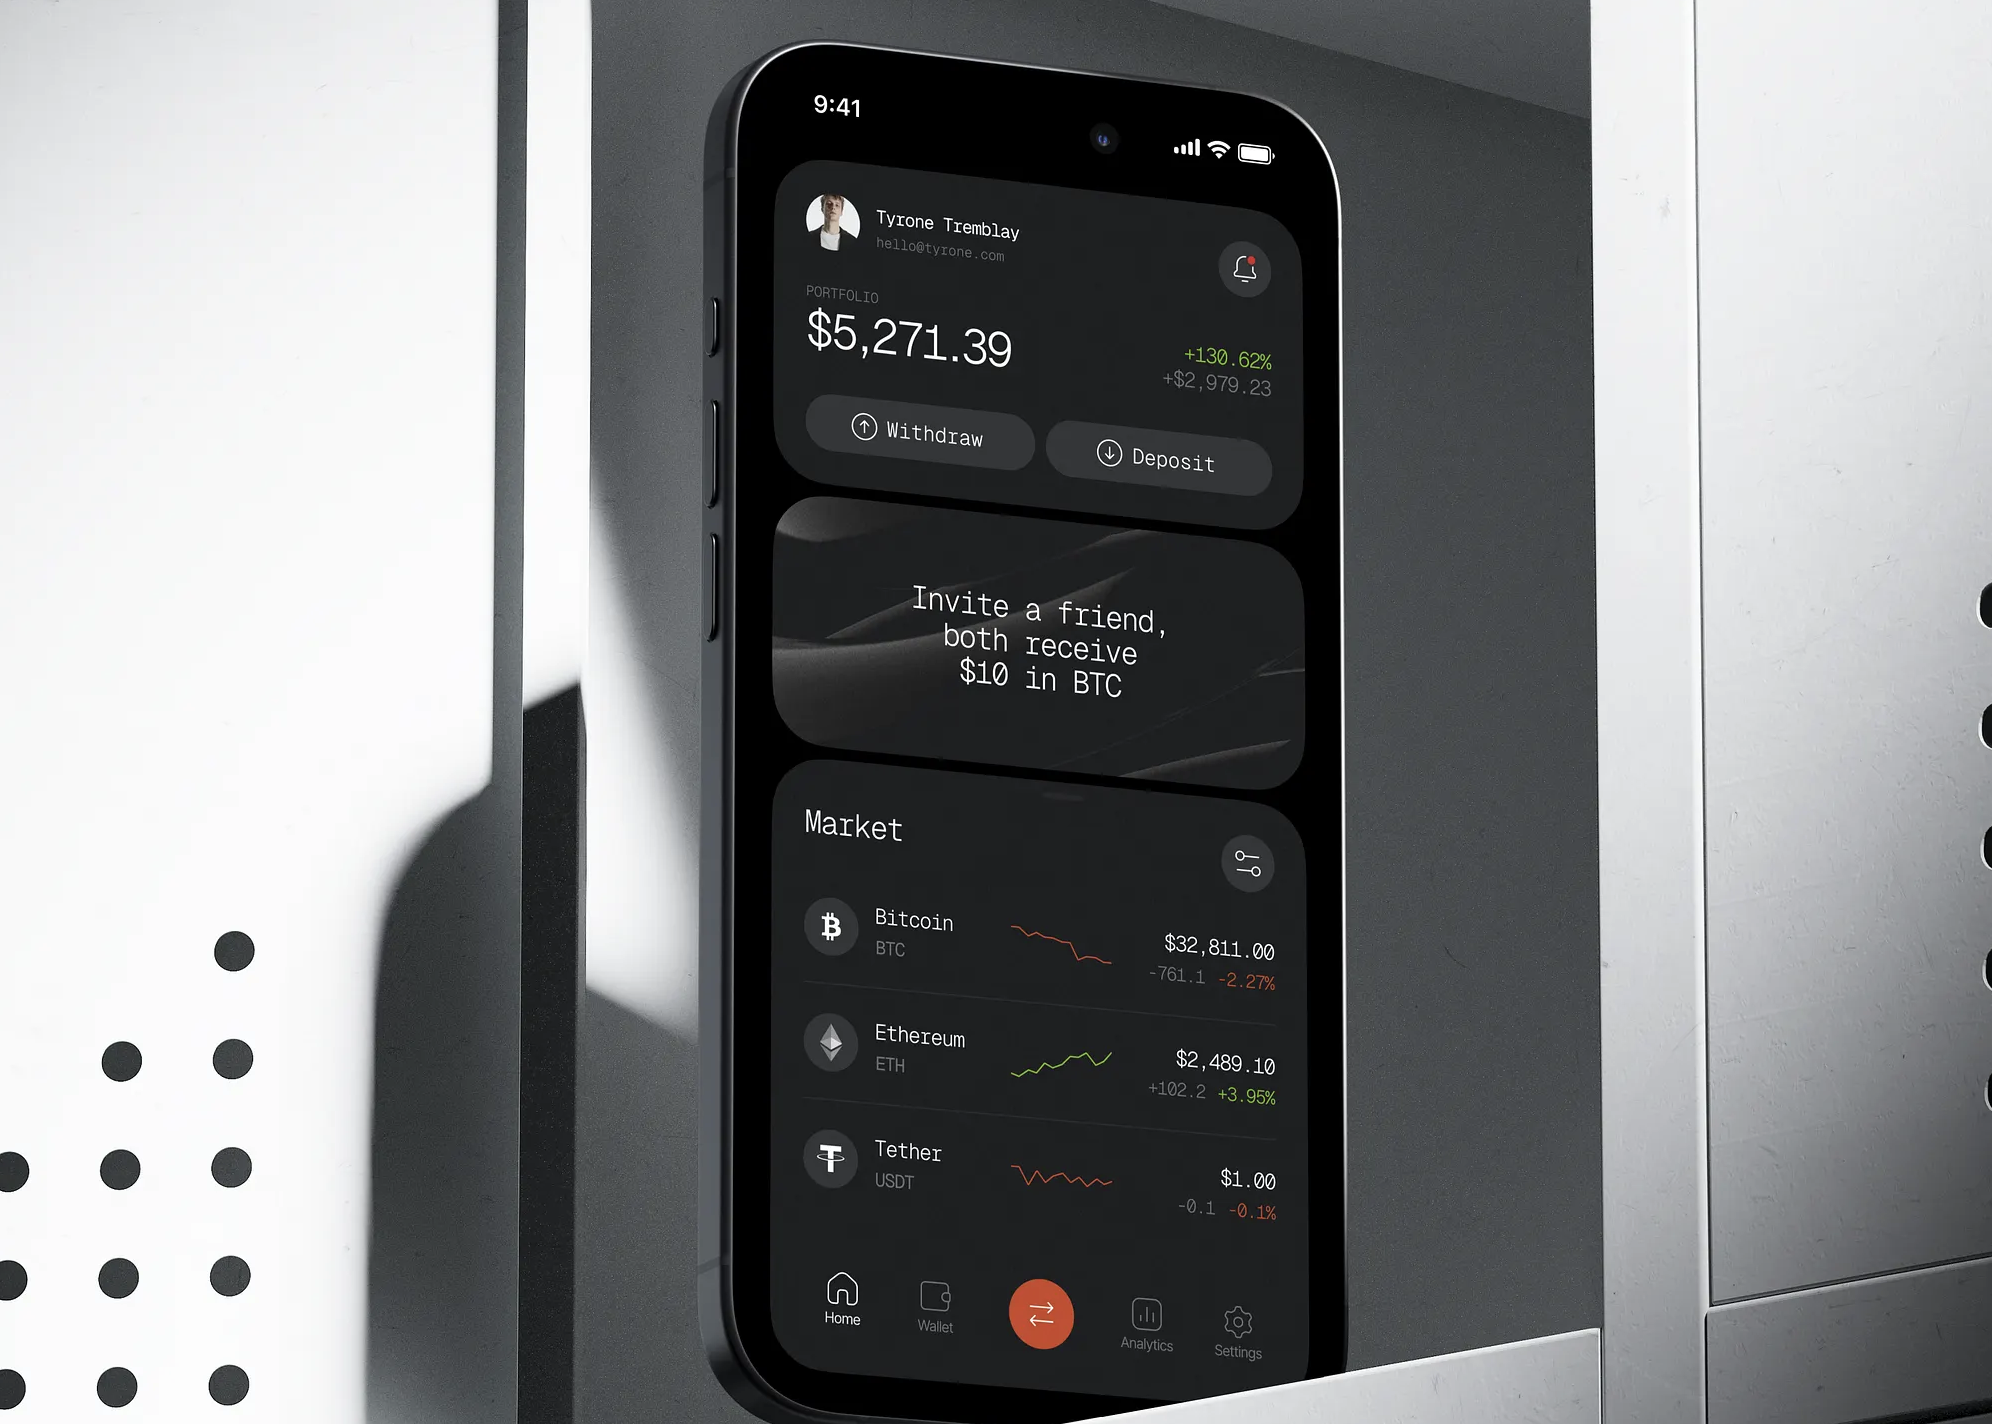 9:41
Tyrone Tremblay
hello@tyrone.com
PORTFOLIO
$5,271.39
+130.62%
+$2,979.23
Withdraw
Deposit
Invite a friend,
both receive
$10 in BTC
Market
Bitcoin
BTC
$32,811.00
-761.1 -2.27%
Ethereum
ETH
$2,489.10
+102.2 +3.95%
Tether
USDT
$1.00
-0.1 -0.1%
Home
Wallet
Analytics
Settings